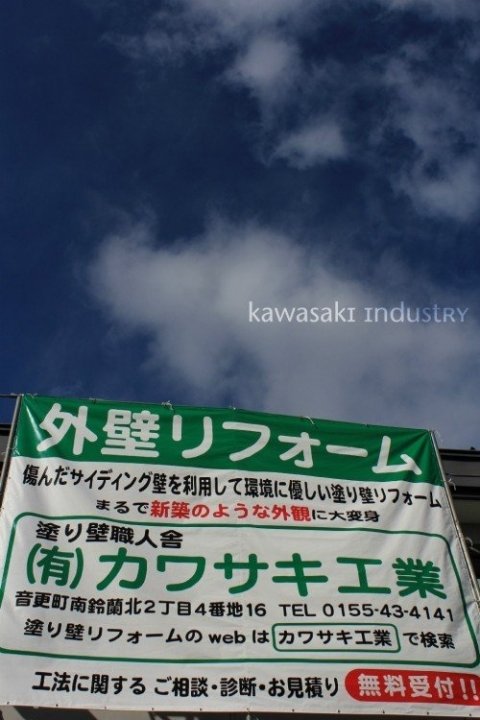 kawasaki industry
外壁リフォーム
傷んだサイディング壁を利用して環境に優しい塗り壁リフォーム
まるで新築のような外観に大変身
塗り壁職人舎
(有)カワサキ工業
音更町南鈴蘭北2丁目4番地16 TEL 0155-43-4141
塗り壁リフォームのwebは カワサキ工業 で検索
工法に関する ご相談・診断・お見積り 無料受付!!